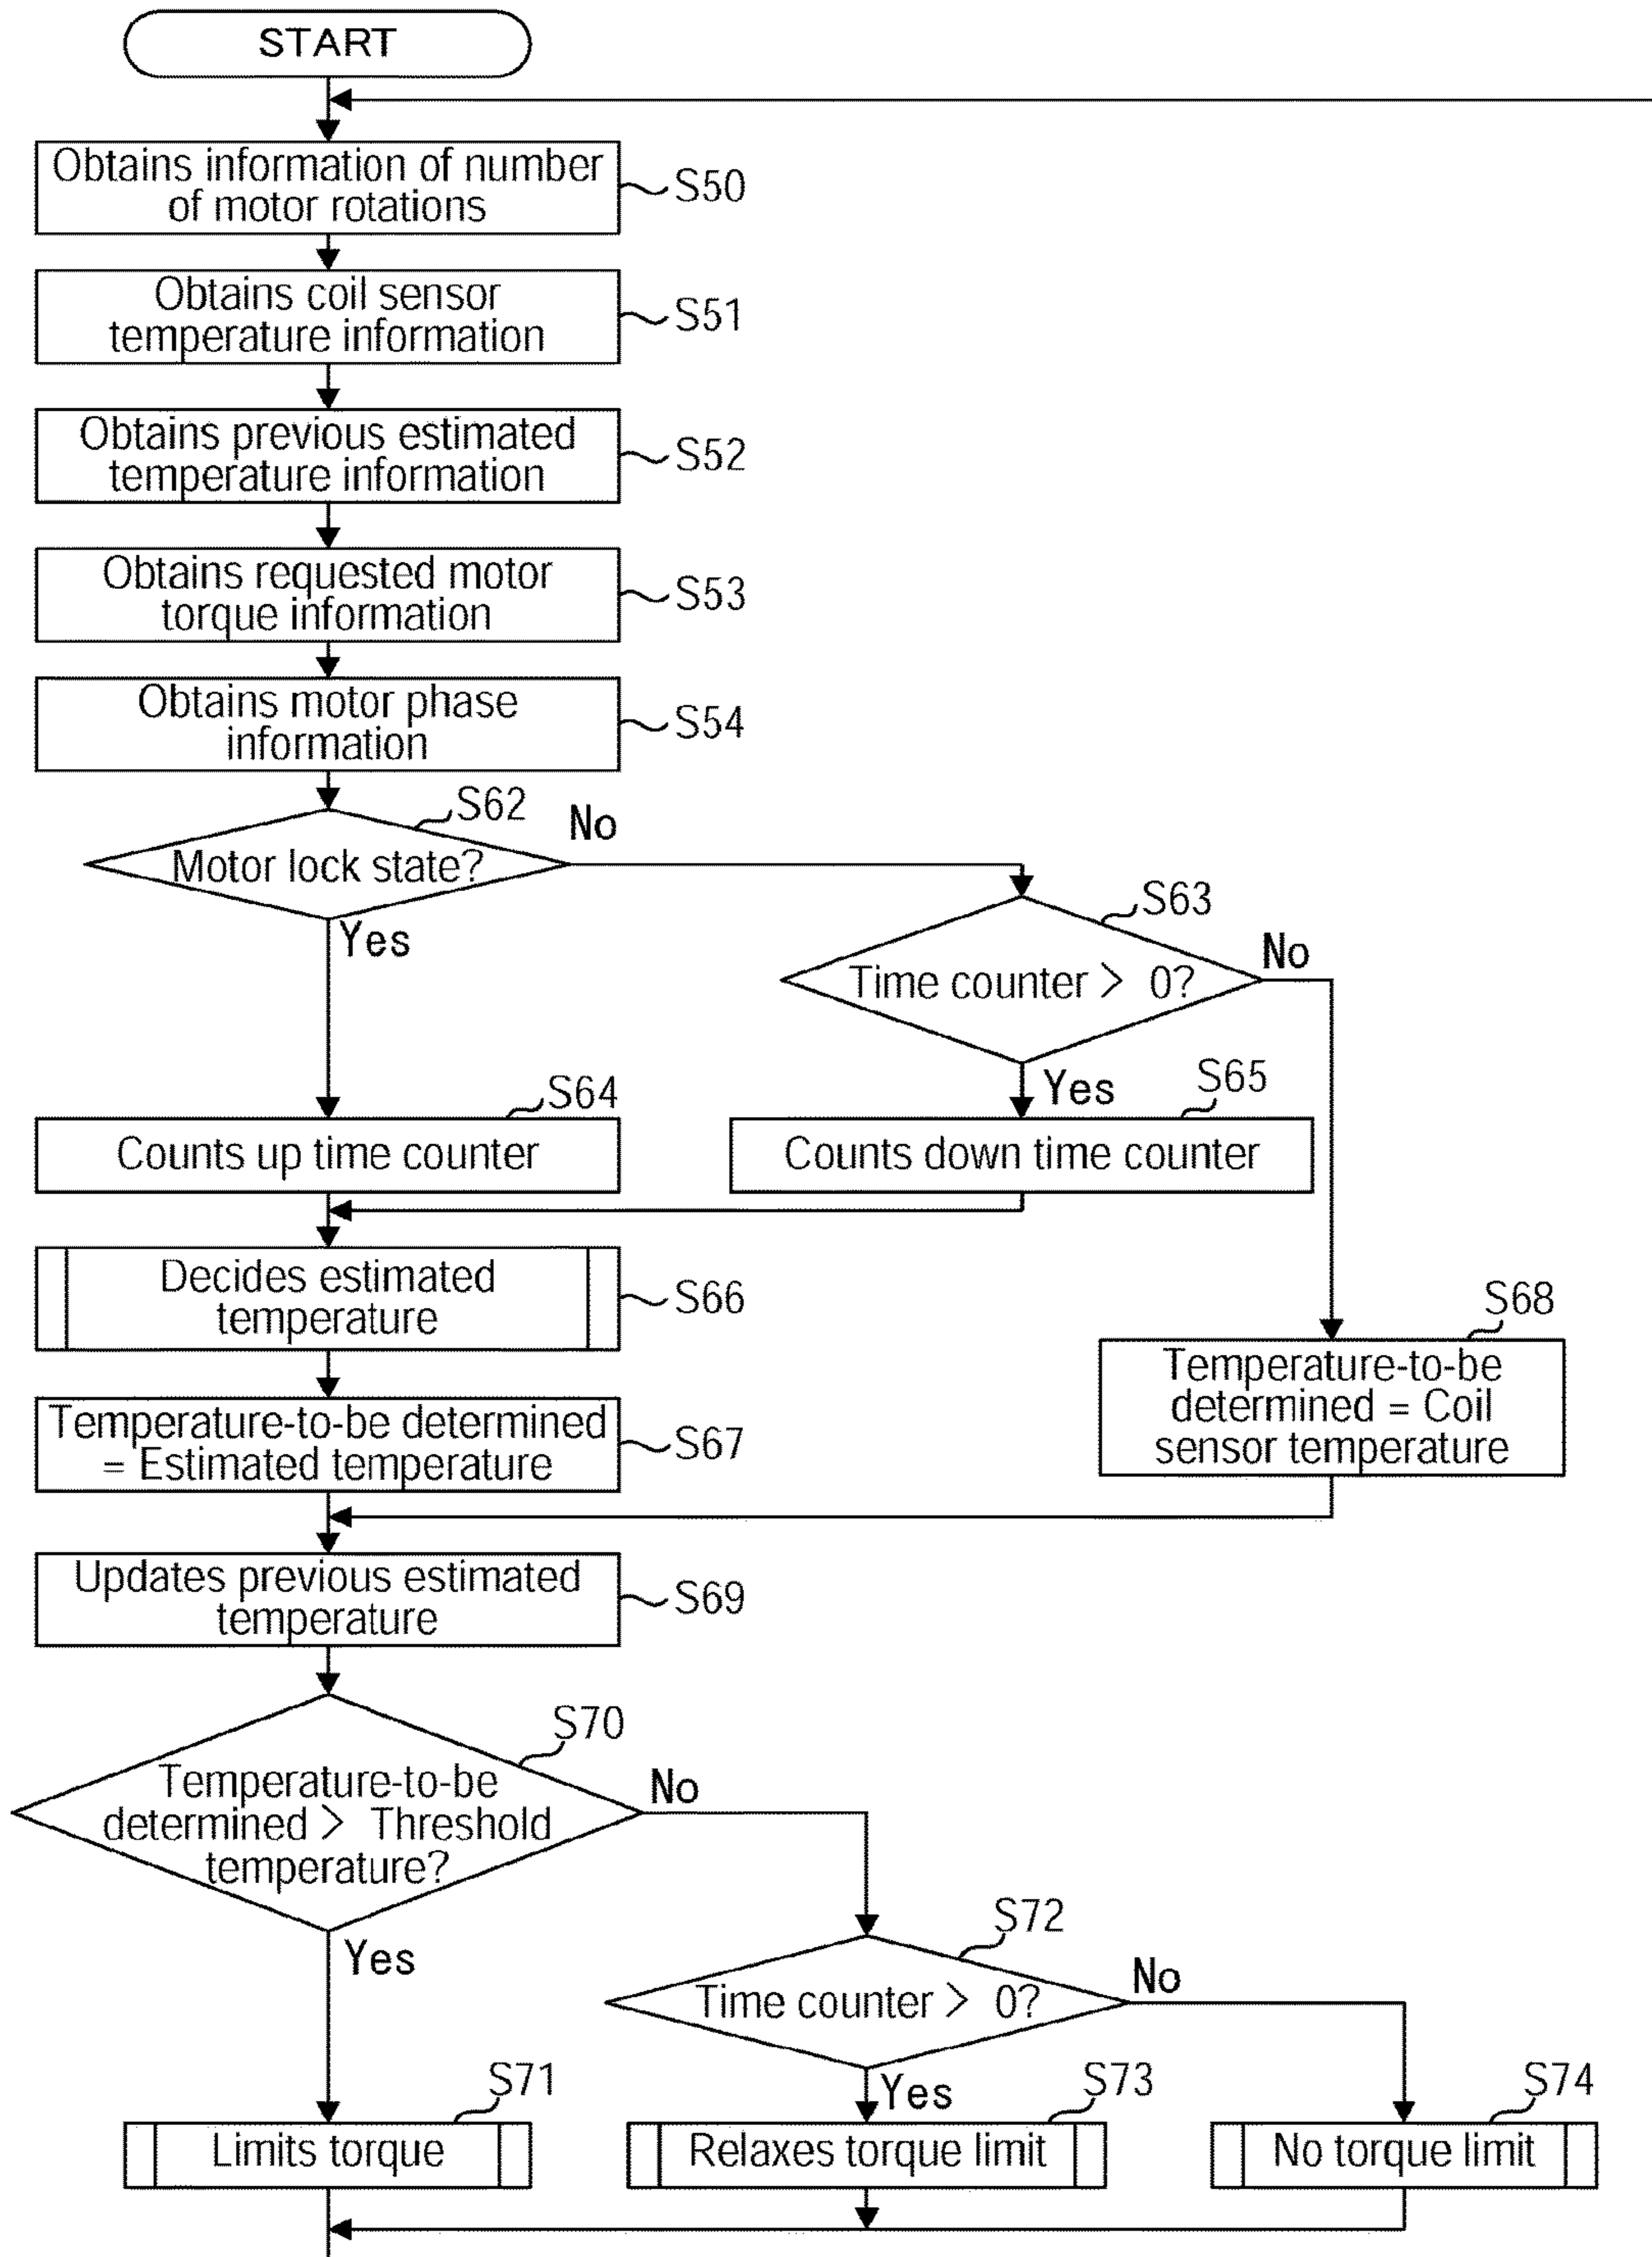 START
Obtains information of number
of motor rotations
S50
Obtains coil sensor
temperature information
S51
Obtains previous estimated
temperature information
S52
Obtains requested motor
torque information
S53
Obtains motor phase
information
S54
S62
No
Motor lock state?
Yes
S63
No
Time counter > 0?
Yes
S64
Counts up time counter
S65
Counts down time counter
Decides estimated
temperature
S66
Temperature-to-be determined
= Estimated temperature
S67
S68
Temperature-to-be
determined = Coil
sensor temperature
Updates previous estimated
temperature
S69
S70
No
Temperature-to-be
determined > Threshold
temperature?
Yes
S72
No
Time counter > 0?
Yes
S71
Limits torque
S73
Relaxes torque limit
S74
No torque limit